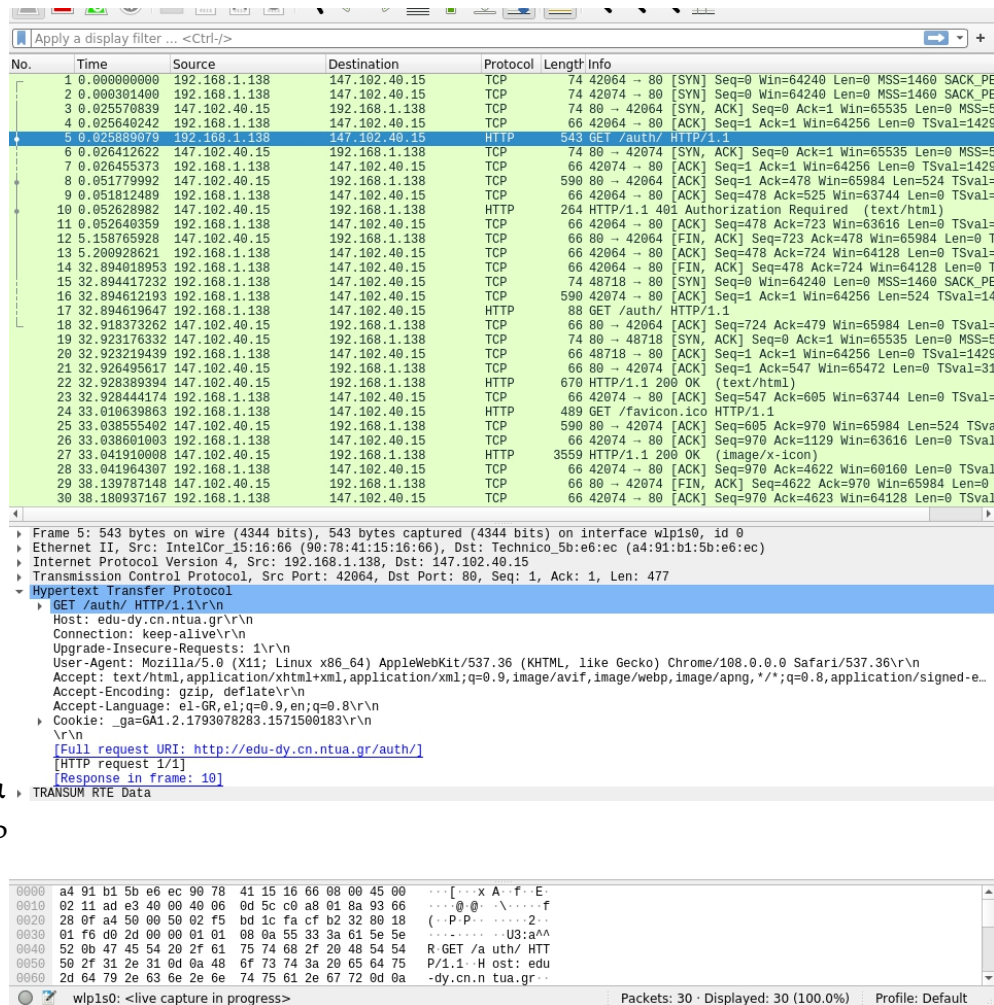 Apply a display filter ... <Ctrl-/>
No. Time Source Destination Protocol Length Info
1 0.000000000 192.168.1.138 147.102.40.15 TCP 74 42064 → 80 [SYN] Seq=0 Win=64240 Len=0 MSS=1460 SACK_PE
2 0.000301400 192.168.1.138 147.102.40.15 TCP 74 42074 → 80 [SYN] Seq=0 Win=64240 Len=0 MSS=1460 SACK_PE
3 0.025570839 147.102.40.15 192.168.1.138 TCP 74 80 → 42064 [SYN, ACK] Seq=0 Ack=1 Win=65535 Len=0 MSS=5
4 0.025640242 192.168.1.138 147.102.40.15 TCP 66 42064 → 80 [ACK] Seq=1 Ack=1 Win=64256 Len=0 TSval=1429
5 0.025889079 192.168.1.138 147.102.40.15 HTTP 543 GET /auth/ HTTP/1.1
6 0.026412622 147.102.40.15 192.168.1.138 TCP 74 80 → 42074 [SYN, ACK] Seq=0 Ack=1 Win=65535 Len=0 MSS=5
7 0.026455373 192.168.1.138 147.102.40.15 TCP 66 42074 → 80 [ACK] Seq=1 Ack=1 Win=64256 Len=0 TSval=1429
8 0.051779992 147.102.40.15 192.168.1.138 TCP 590 80 → 42064 [ACK] Seq=1 Ack=478 Win=65984 Len=524 TSval=
9 0.051812489 192.168.1.138 147.102.40.15 TCP 66 42064 → 80 [ACK] Seq=478 Ack=525 Win=63744 Len=0 TSval=
10 0.052628982 147.102.40.15 192.168.1.138 HTTP 264 HTTP/1.1 401 Authorization Required (text/html)
11 0.052640359 192.168.1.138 147.102.40.15 TCP 66 42064 → 80 [ACK] Seq=478 Ack=723 Win=63616 Len=0 TSval=
12 5.158765928 147.102.40.15 192.168.1.138 TCP 66 80 → 42064 [FIN, ACK] Seq=723 Ack=478 Win=65984 Len=0 T
13 5.200928621 192.168.1.138 147.102.40.15 TCP 66 42064 → 80 [ACK] Seq=478 Ack=724 Win=64128 Len=0 TSval=
14 32.894018953 192.168.1.138 147.102.40.15 TCP 66 42064 → 80 [FIN, ACK] Seq=478 Ack=724 Win=64128 Len=0 T
15 32.894417232 192.168.1.138 147.102.40.15 TCP 74 48718 → 80 [SYN] Seq=0 Win=64240 Len=0 MSS=1460 SACK_PE
16 32.894612193 192.168.1.138 147.102.40.15 TCP 590 42074 → 80 [ACK] Seq=1 Ack=1 Win=64256 Len=524 TSval=14
17 32.894619647 192.168.1.138 147.102.40.15 HTTP 88 GET /auth/ HTTP/1.1
18 32.918373262 147.102.40.15 192.168.1.138 TCP 66 80 → 42064 [ACK] Seq=724 Ack=479 Win=65984 Len=0 TSval=
19 32.923176332 147.102.40.15 192.168.1.138 TCP 74 80 → 48718 [SYN, ACK] Seq=0 Ack=1 Win=65535 Len=0 MSS=5
20 32.923219439 192.168.1.138 147.102.40.15 TCP 66 48718 → 80 [ACK] Seq=1 Ack=1 Win=64256 Len=0 TSval=1429
21 32.926495617 147.102.40.15 192.168.1.138 TCP 66 80 → 42074 [ACK] Seq=1 Ack=547 Win=65472 Len=0 TSval=31
22 32.928389394 147.102.40.15 192.168.1.138 HTTP 670 HTTP/1.1 200 OK (text/html)
23 32.928444174 192.168.1.138 147.102.40.15 TCP 66 42074 → 80 [ACK] Seq=547 Ack=605 Win=63744 Len=0 TSval=
24 33.010639863 192.168.1.138 147.102.40.15 HTTP 489 GET /favicon.ico HTTP/1.1
25 33.038555402 147.102.40.15 192.168.1.138 TCP 590 80 → 42074 [ACK] Seq=605 Ack=970 Win=65984 Len=524 TSva
26 33.038601003 192.168.1.138 147.102.40.15 TCP 66 42074 → 80 [ACK] Seq=970 Ack=1129 Win=63616 Len=0 TSval
27 33.041910008 147.102.40.15 192.168.1.138 HTTP 3559 HTTP/1.1 200 OK (image/x-icon)
28 33.041964307 192.168.1.138 147.102.40.15 TCP 66 42074 → 80 [ACK] Seq=970 Ack=4622 Win=60160 Len=0 TSval
29 38.139787148 147.102.40.15 192.168.1.138 TCP 66 80 → 42074 [FIN, ACK] Seq=4622 Ack=970 Win=65984 Len=0
30 38.180937167 192.168.1.138 147.102.40.15 TCP 66 42074 → 80 [ACK] Seq=970 Ack=4623 Win=64128 Len=0 TSval
Frame 5: 543 bytes on wire (4344 bits), 543 bytes captured (4344 bits) on interface wlp1s0, id 0
Ethernet II, Src: IntelCor_15:16:66 (90:78:41:15:16:66), Dst: Technico_5b:e6:ec (a4:91:b1:5b:e6:ec)
Internet Protocol Version 4, Src: 192.168.1.138, Dst: 147.102.40.15
Transmission Control Protocol, Src Port: 42064, Dst Port: 80, Seq: 1, Ack: 1, Len: 477
Hypertext Transfer Protocol
GET /auth/ HTTP/1.1\r\n
Host: edu-dy.cn.ntua.gr\r\n
Connection: keep-alive\r\n
Upgrade-Insecure-Requests: 1\r\n
User-Agent: Mozilla/5.0 (X11; Linux x86_64) AppleWebKit/537.36 (KHTML, like Gecko) Chrome/108.0.0.0 Safari/537.36\r\n
Accept: text/html,application/xhtml+xml,application/xml;q=0.9,image/avif,image/webp,image/apng,*/*;q=0.8,application/signed-e…
Accept-Encoding: gzip, deflate\r\n
Accept-Language: el-GR,el;q=0.9,en;q=0.8\r\n
Cookie: _ga=GA1.2.1793078283.1571500183\r\n
\r\n
[Full request URI: http://edu-dy.cn.ntua.gr/auth/]
[HTTP request 1/1]
[Response in frame: 10]
TRANSUM RTE Data
0000 a4 91 b1 5b e6 ec 90 78 41 15 16 66 08 00 45 00 ···[···x A··f··E·
0010 02 11 ad e3 40 00 40 06 0d 5c c0 a8 01 8a 93 66 ····@·@· ·\·····f
0020 28 0f a4 50 00 50 02 f5 bd 1c fa cf b2 32 80 18 (··P·P·· ·····2··
0030 01 f6 d0 2d 00 00 01 01 08 0a 55 33 3a 61 5e 5e ···-···· ··U3:a^^
0040 52 0b 47 45 54 20 2f 61 75 74 68 2f 20 48 54 54 R·GET /a uth/ HTT
0050 50 2f 31 2e 31 0d 0a 48 6f 73 74 3a 20 65 64 75 P/1.1··H ost: edu
0060 2d 64 79 2e 63 6e 2e 6e 74 75 61 2e 67 72 0d 0a -dy.cn.n tua.gr··
wlp1s0: <live capture in progress> Packets: 30 · Displayed: 30 (100.0%) Profile: Default